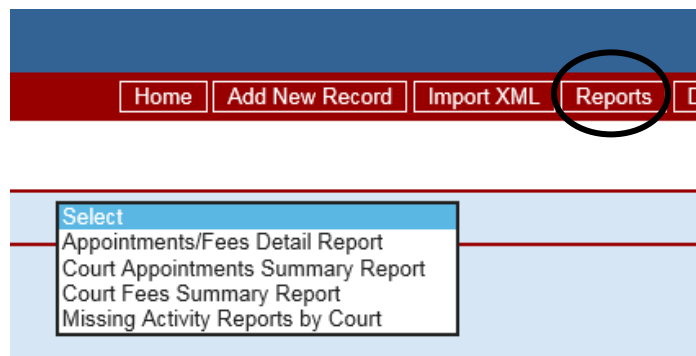 Home Add New Record Import XML Reports
Select
Appointments/Fees Detail Report
Court Appointments Summary Report
Court Fees Summary Report
Missing Activity Reports by Court